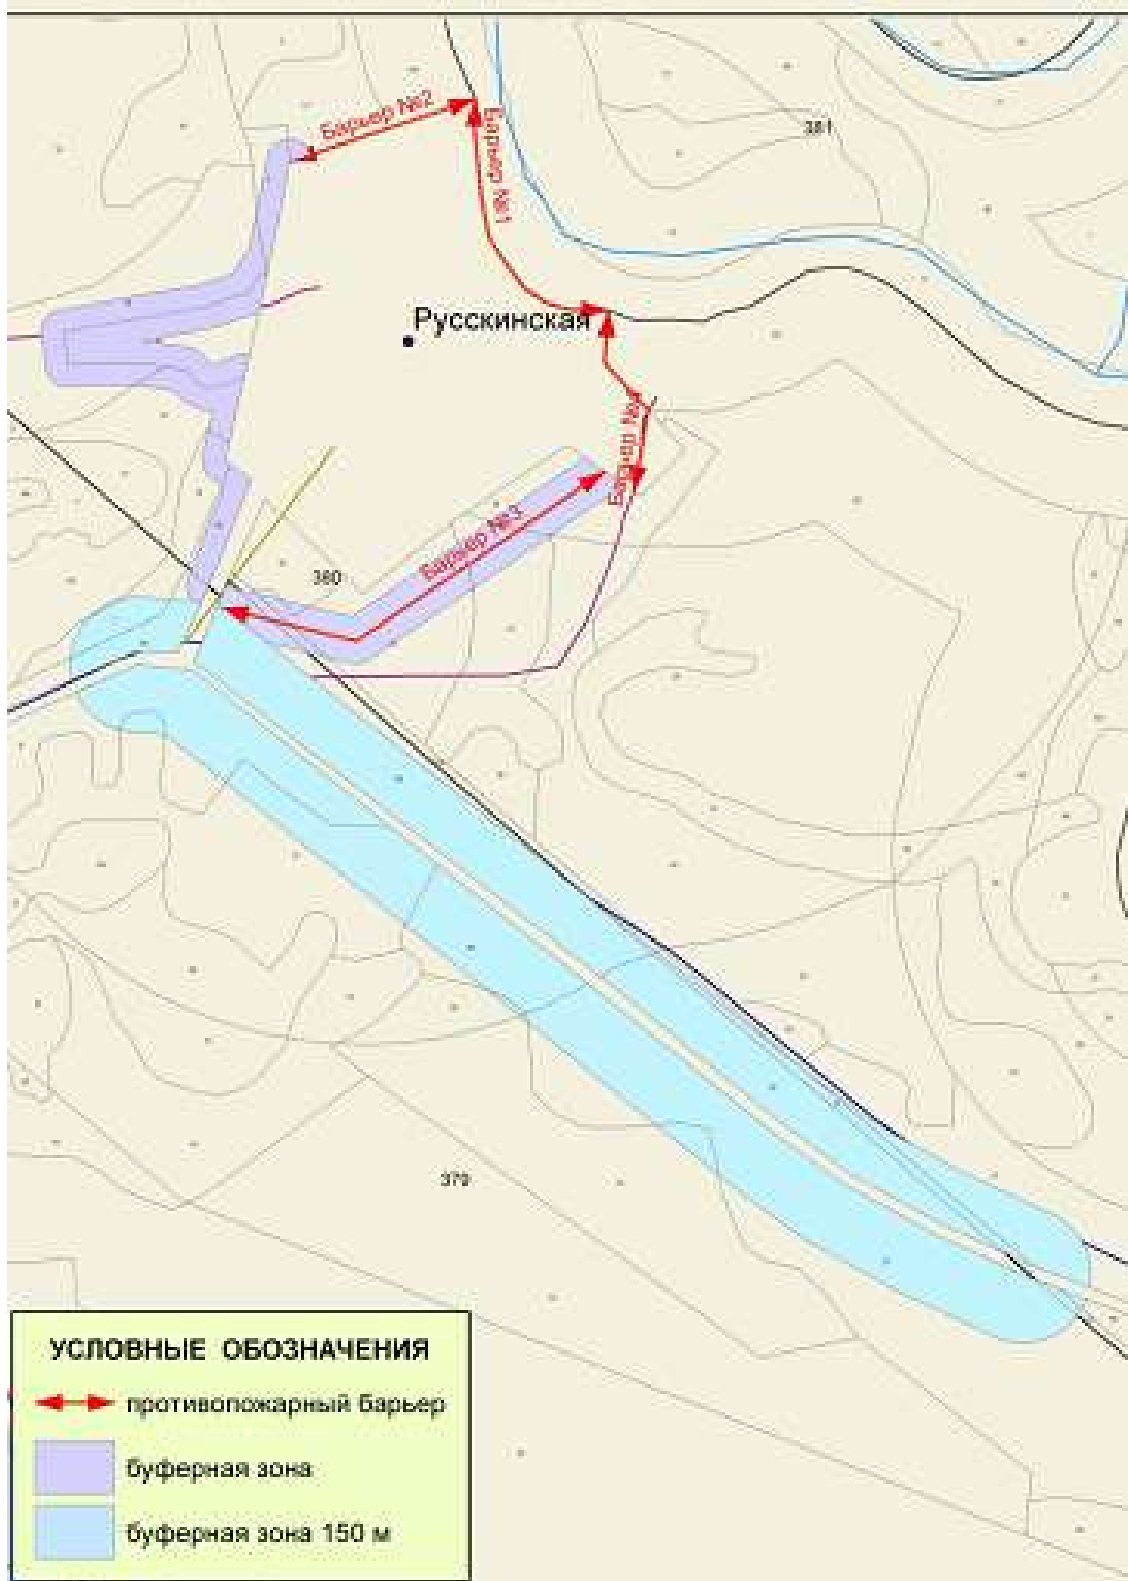 Барьер №2
Барьер №1
381
Русскинская
Барьер №4
Барьер №3
380
379
УСЛОВНЫЕ ОБОЗНАЧЕНИЯ
противопожарный барьер
буферная зона
буферная зона 150 м